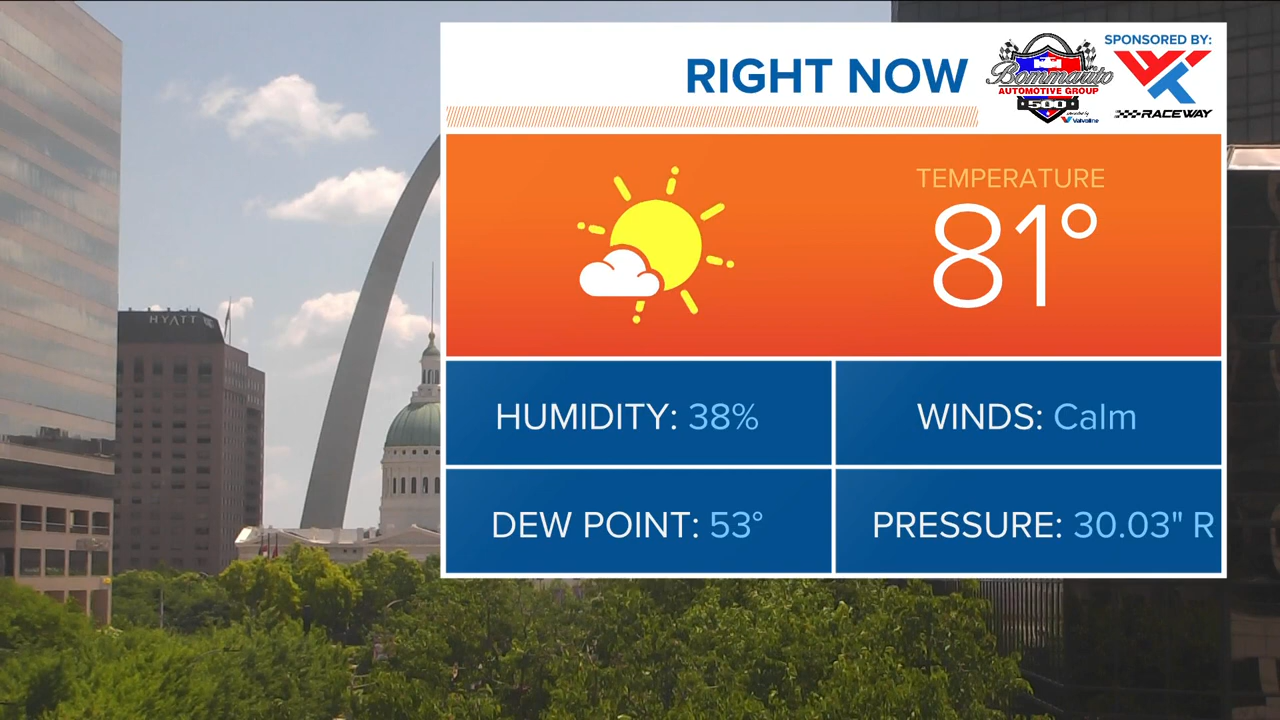 RIGHT NOW
Bommarito
AUTOMOTIVE GROUP
500
Valvoline
SPONSORED BY:
RACEWAY
HYATT
TEMPERATURE
81°
HUMIDITY: 38%
WINDS: Calm
DEW POINT: 53°
PRESSURE: 30.03" R